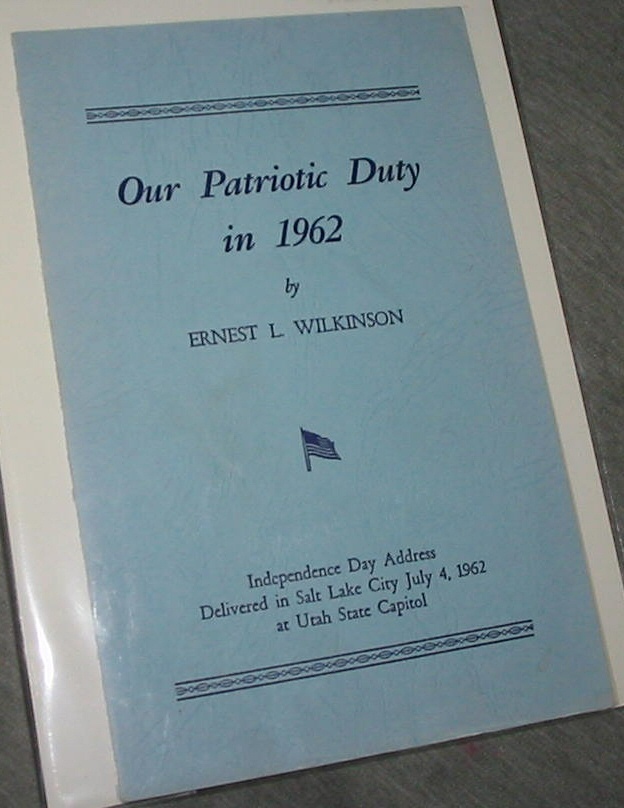 Our Patriotic Duty
in 1962
by
ERNEST L. WILKINSON
Independence Day Address
Delivered in Salt Lake City July 4, 1962
at Utah State Capitol